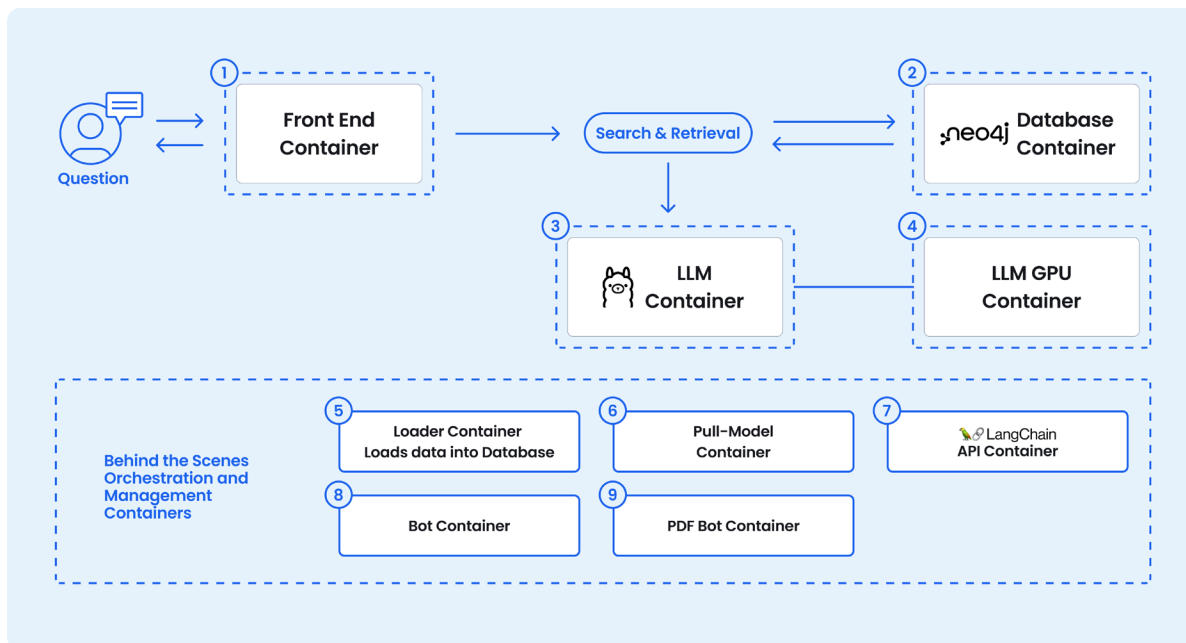 1
Front End
Container
Question
Search & Retrieval
2
neo4j
Database
Container
3
LLM
Container
4
LLM GPU
Container
Behind the Scenes
Orchestration and
Management
Containers
5
Loader Container
Loads data into Database
6
Pull-Model
Container
7
LangChain
API Container
8
Bot Container
9
PDF Bot Container